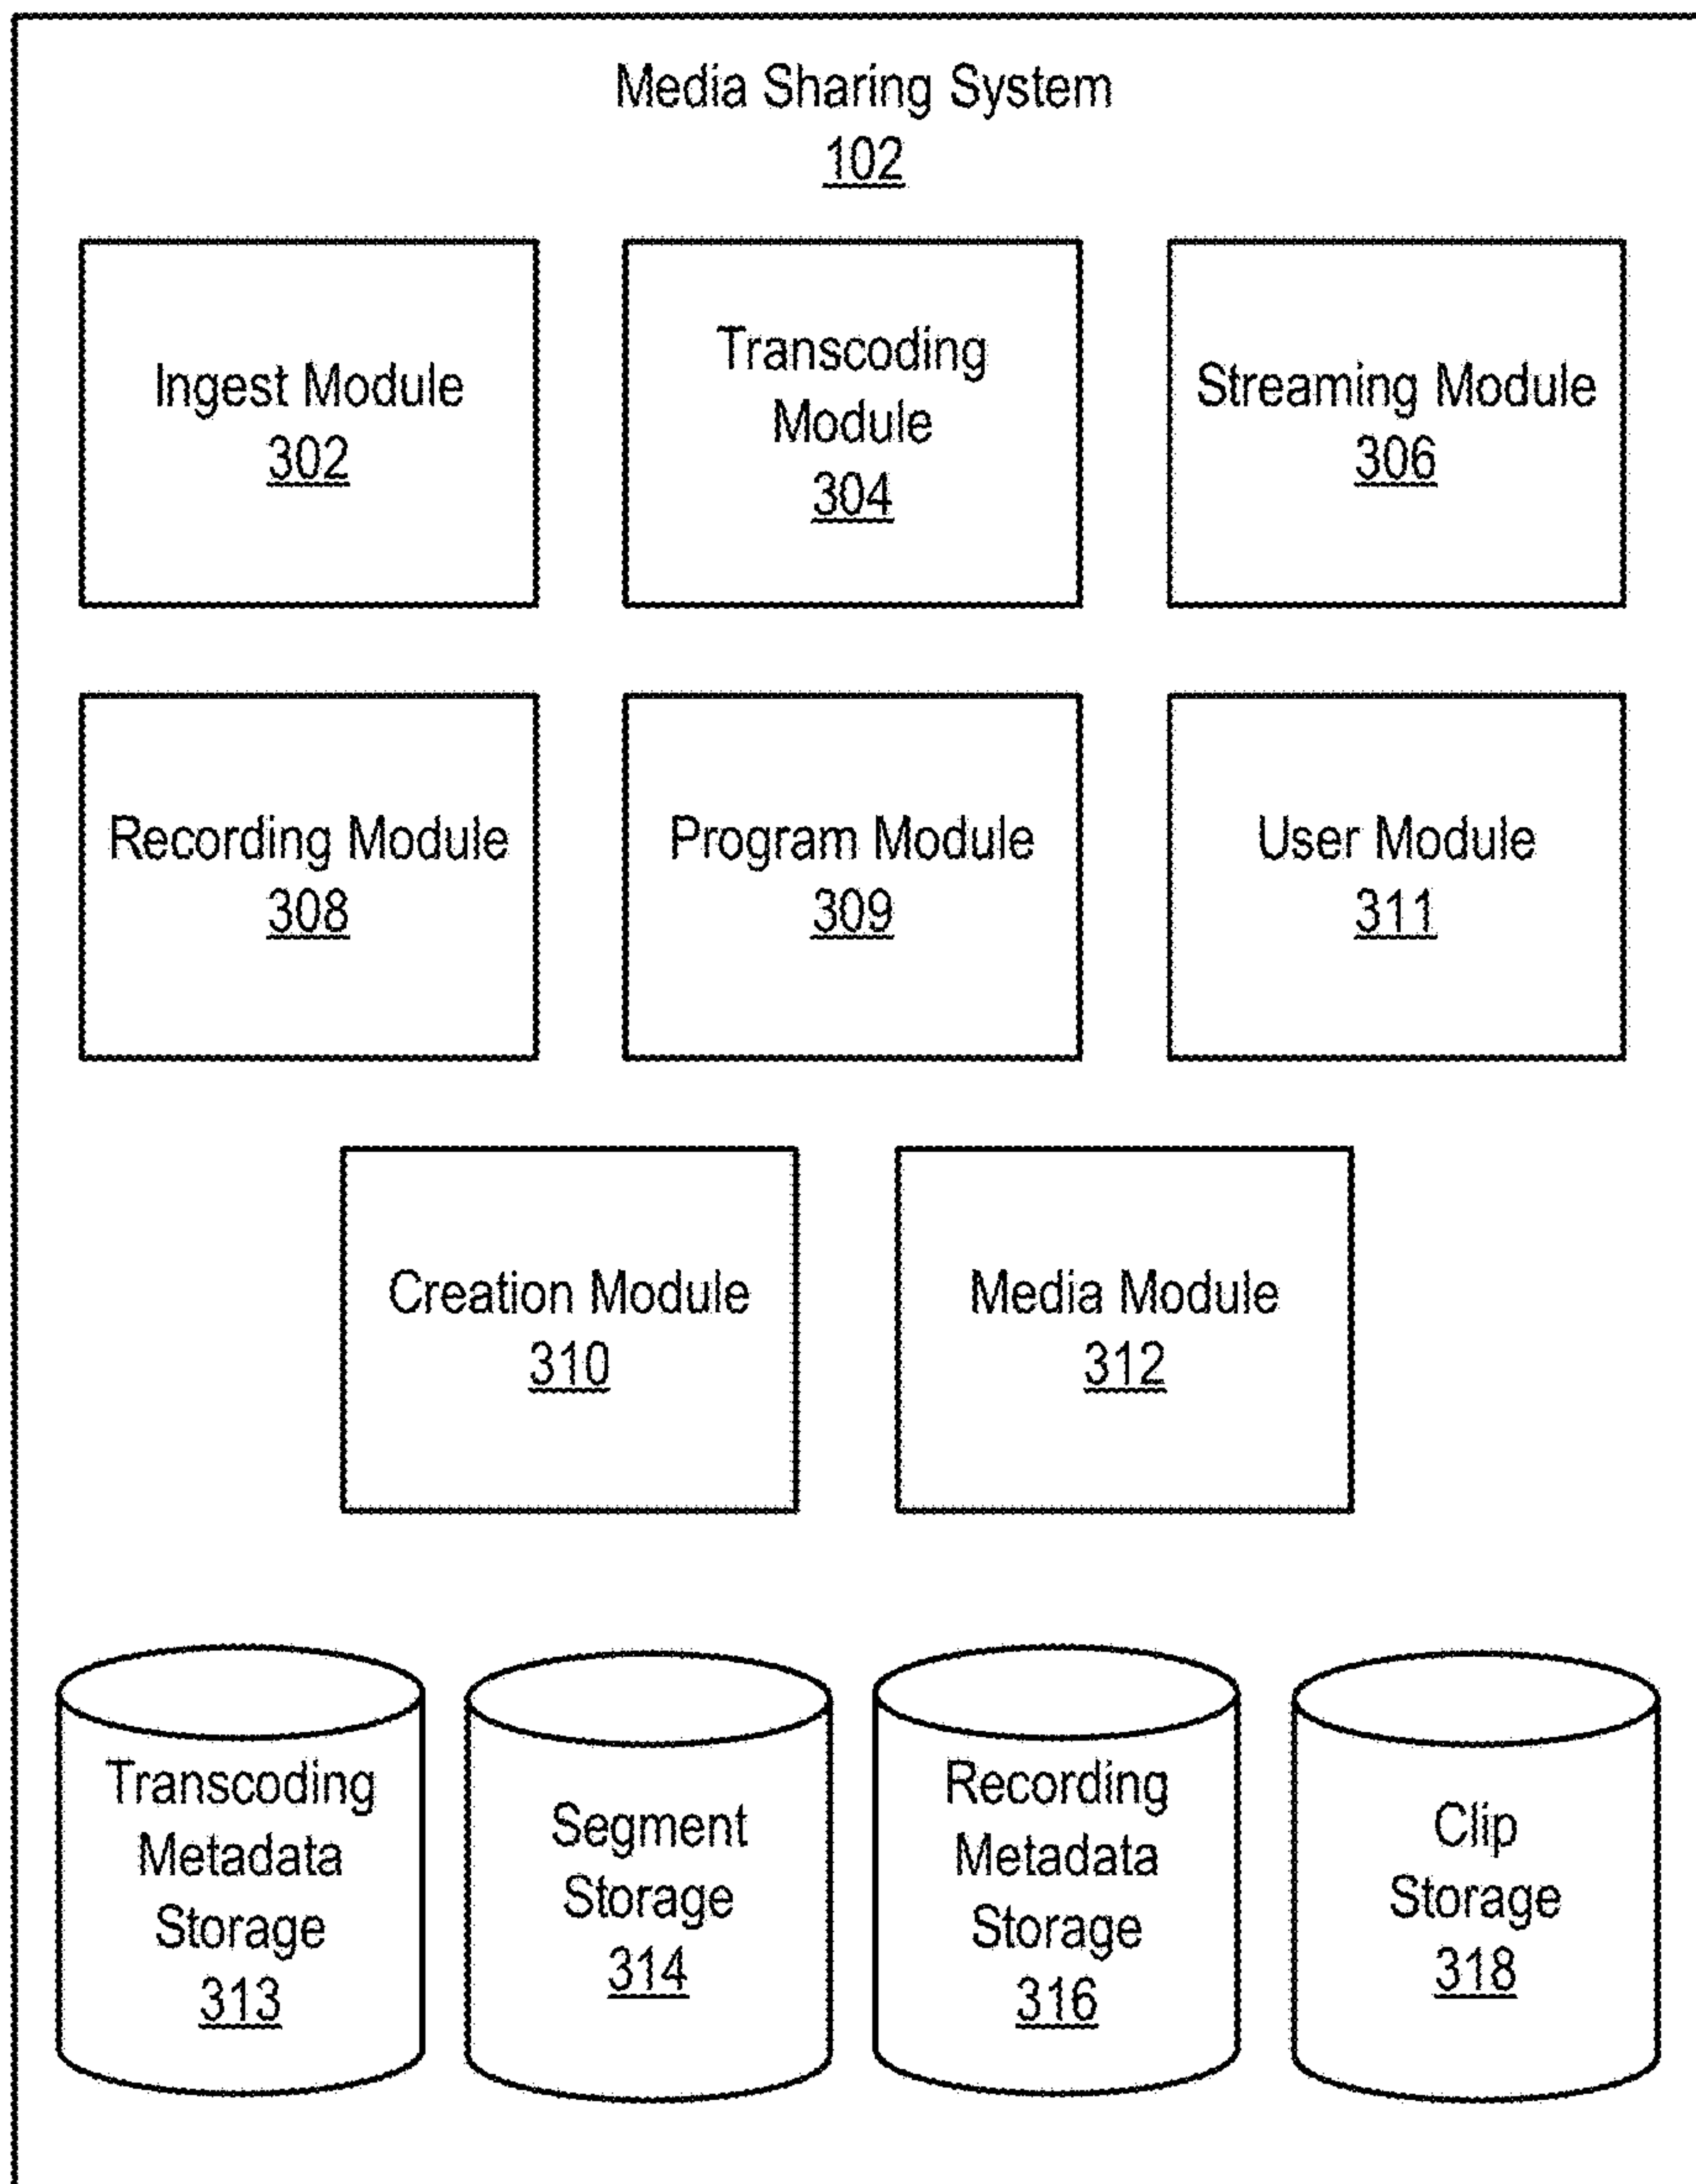 Media Sharing System
102
Ingest Module
302
Transcoding
Module
304
Streaming Module
306
Recording Module
308
Program Module
309
User Module
311
Creation Module
310
Media Module
312
Transcoding
Metadata
Storage
313
Segment
Storage
314
Recording
Metadata
Storage
316
Clip
Storage
318